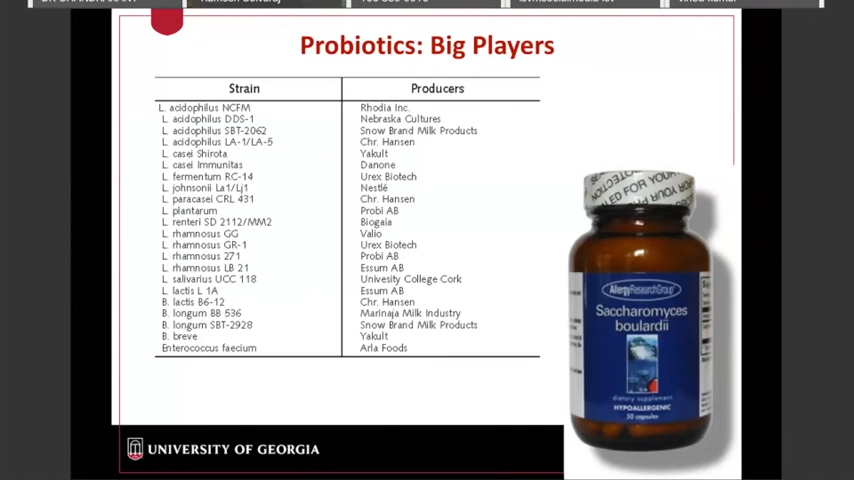 Probiotics: Big Players
Strain Producers
L. acidophilus NCFM Rhodia Inc.
L. acidophilus DDS-1 Nebraska Cultures
L. acidophilus SBT-2062 Snow Brand Milk Products
L. acidophilus LA-1/LA-5 Chr. Hansen
L. casei Shirota Yakult
L. casei Immunitas Danone
L. fermentum RC-14 Urex Biotech
L. johnsonii La1/Lj1 Nestlé
L. paracasei CRL 431 Chr. Hansen
L. plantarum Probi AB
L. renteri SD 2112/MM2 Biogaia
L. rhamnosus GG Valio
L. rhamnosus GR-1 Urex Biotech
L. rhamnosus 271 Probi AB
L. rhamnosus LB 21 Essum AB
L. salivarius UCC 118 Univesity College Cork
L. lactis L 1A Essum AB
B. lactis B6-12 Chr. Hansen
B. longum BB 536 Marinaja Milk Industry
B. longum SBT-2928 Snow Brand Milk Products
B. breve Yakult
Enterococcus faecium Arla Foods
AllergyResearchGroup
Saccharomyces
boulardii
dietary supplement
HYPOALLERGENIC
50 capsules
UNIVERSITY OF GEORGIA